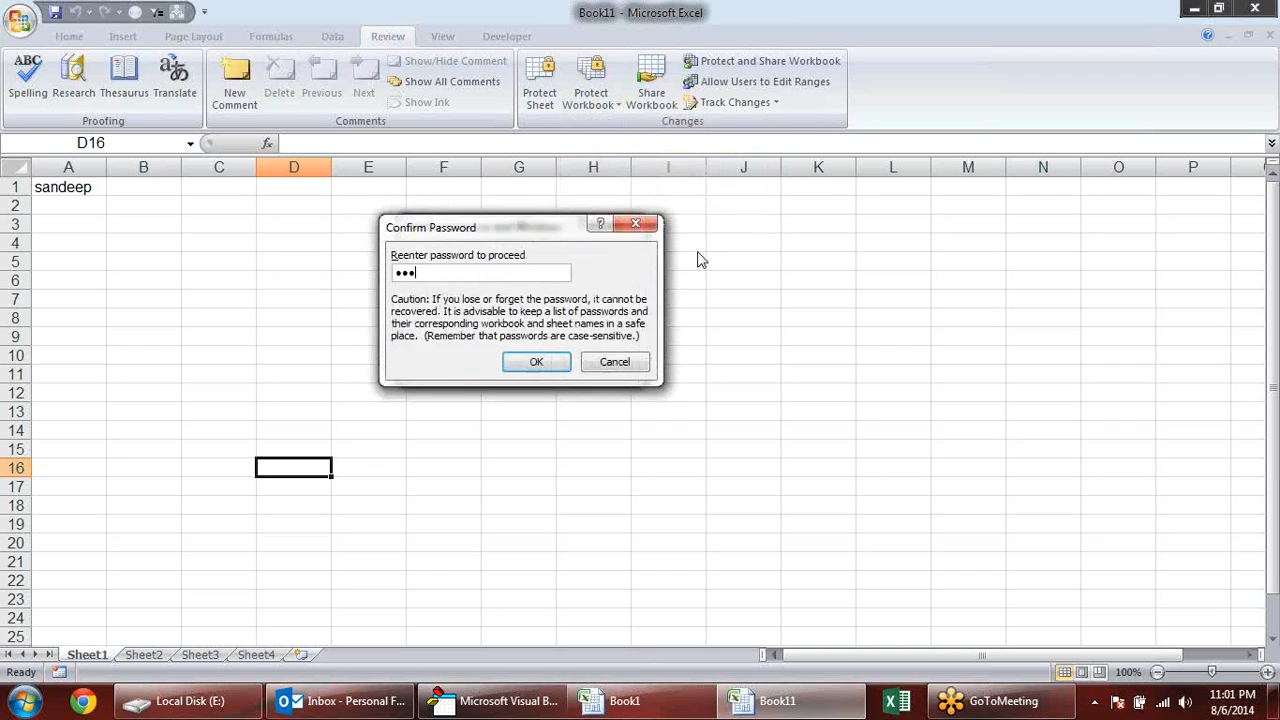 Book11 - Microsoft Excel
Home Insert Page Layout Formulas Data Review View Developer
ABC
Spelling Research Thesaurus Translate
Proofing
New Comment Delete Previous Next
Show/Hide Comment
Show All Comments
Show Ink
Comments
Protect Sheet Protect Workbook Share Workbook
Protect and Share Workbook
Allow Users to Edit Ranges
Track Changes
Changes
D16 fx
A B C D E F G H I J K L M N O P
1 sandeep
2
3
4
5
6
7
8
9
10
11
12
13
14
15
16
17
18
19
20
21
22
23
24
25
Confirm Password
Reenter password to proceed
Caution: If you lose or forget the password, it cannot be
recovered. It is advisable to keep a list of passwords and
their corresponding workbook and sheet names in a safe
place. (Remember that passwords are case-sensitive.)
OK Cancel
Sheet1 Sheet2 Sheet3 Sheet4
Ready 100%
Local Disk (E:) Inbox - Personal F... Microsoft Visual B... Book1 Book11 GoToMeeting 11:01 PM
8/6/2014